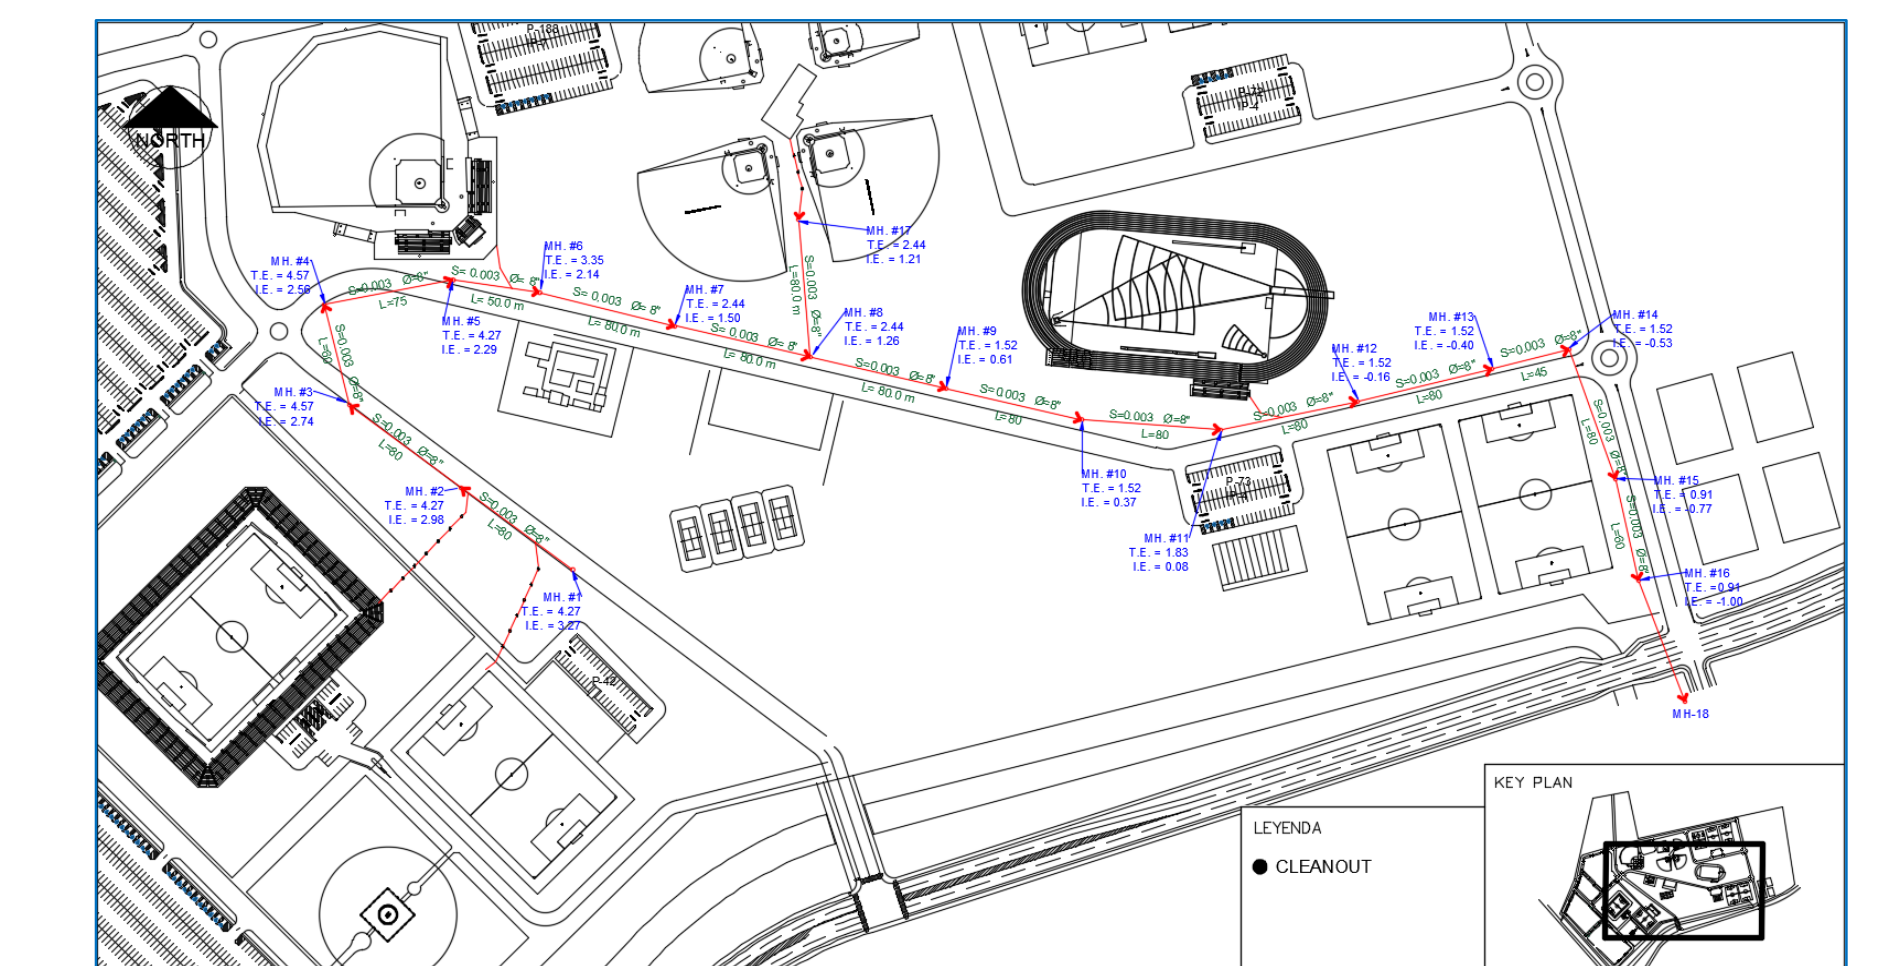 P-188
P-7
NORTH
P-72
P-4
MH. #17
T.E. = 2.44
I.E. = 1.21
MH. #4
T.E. = 4.57
I.E. = 2.56
S=0.003 Ø=8"
L=75
MH. #5
T.E. = 4.27
I.E. = 2.29
S= 0.003 Ø= 8"
L= 50.0 m
MH. #6
T.E. = 3.35
I.E. = 2.14
S= 0.003 Ø= 8"
L= 80.0 m
MH. #7
T.E. = 2.44
I.E. = 1.50
S= 0.003 Ø= 8"
L= 80.0 m
S=0.003 Ø=8"
L=80.0 m
MH. #8
T.E. = 2.44
I.E. = 1.26
S= 0.003 Ø= 8"
L= 80.0 m
MH. #9
T.E. = 1.52
I.E. = 0.61
S=0.003 Ø=8"
L=80
MH. #10
T.E. = 1.52
I.E. = 0.37
S=0.003 Ø=8"
L=80
MH. #11
T.E. = 1.83
I.E. = 0.08
S=0.003 Ø=8"
L=80
MH. #12
T.E. = 1.52
I.E. = -0.16
S=0.003 Ø=8"
L=80
MH. #13
T.E. = 1.52
I.E. = -0.40
S=0.003 Ø=8"
L=45
MH. #14
T.E. = 1.52
I.E. = -0.53
S=0.003 Ø=8"
L=80
MH. #15
T.E. = 0.91
I.E. = -0.77
S=0.003 Ø=8"
L=60
MH. #16
T.E. =0.91
I.E. = -1.00
MH-18
S=0.003 Ø=8"
L=60
MH. #3
T.E. = 4.57
I.E. = 2.74
S=0.003 Ø=8"
L=80
MH. #2
T.E. = 4.27
I.E. = 2.98
S=0.003 Ø=8"
L=80
MH. #1
T.E. = 4.27
I.E. = 3.27
P-73
P-4
P-42
KEY PLAN
LEYENDA
CLEANOUT